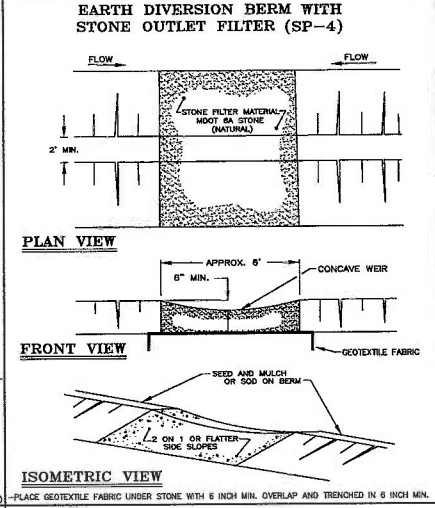 EARTH DIVERSION BERM WITH
STONE OUTLET FILTER (SP-4)
FLOW
FLOW
STONE FILTER MATERIAL
MDOT 6A STONE
(NATURAL)
2' MIN.
PLAN VIEW
APPROX. 6'
6" MIN.
CONCAVE WEIR
FRONT VIEW
GEOTEXTILE FABRIC
SEED AND MULCH
OR SOD ON BERM
2 ON 1 OR FLATTER
SIDE SLOPES
ISOMETRIC VIEW
-PLACE GEOTEXTILE FABRIC UNDER STONE WITH 6 INCH MIN. OVERLAP AND TRENCHED IN 6 INCH MIN.